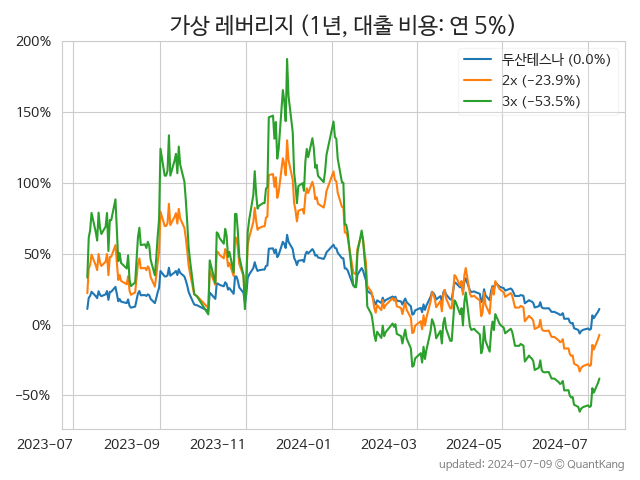 가상 레버리지 (1년, 대출 비용: 연 5%)
두산테스나 (0.0%)
2x (−23.9%)
3x (−53.5%)
200%
150%
100%
50%
0%
−50%
2023-07 2023-09 2023-11 2024-01 2024-03 2024-05 2024-07
updated: 2024-07-09 © QuantKang